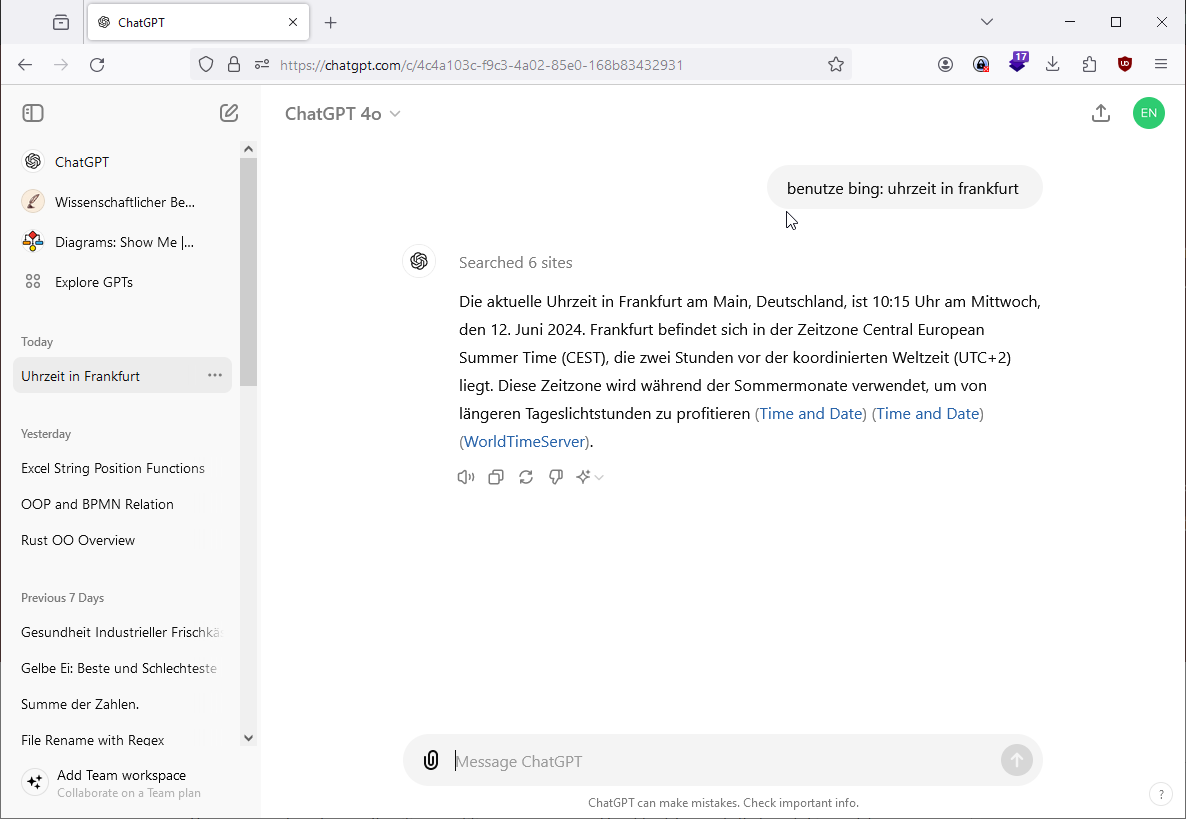 ChatGPT
17
https://chatgpt.com/c/4c4a103c-f9c3-4a02-85e0-168b83432931
ChatGPT 4o
EN
ChatGPT
Wissenschaftlicher Be...
Diagrams: Show Me |...
Explore GPTs
Today
Uhrzeit in Frankfurt
Yesterday
Excel String Position Functions
OOP and BPMN Relation
Rust OO Overview
Previous 7 Days
Gesundheit Industrieller Frischkäs
Gelbe Ei: Beste und Schlechteste
Summe der Zahlen.
File Rename with Regex
Add Team workspace
Collaborate on a Team plan
benutze bing: uhrzeit in frankfurt
Searched 6 sites
Die aktuelle Uhrzeit in Frankfurt am Main, Deutschland, ist 10:15 Uhr am Mittwoch,
den 12. Juni 2024. Frankfurt befindet sich in der Zeitzone Central European
Summer Time (CEST), die zwei Stunden vor der koordinierten Weltzeit (UTC+2)
liegt. Diese Zeitzone wird während der Sommermonate verwendet, um von
längeren Tageslichtstunden zu profitieren (Time and Date) (Time and Date)
(WorldTimeServer).
Message ChatGPT
ChatGPT can make mistakes. Check important info.
?